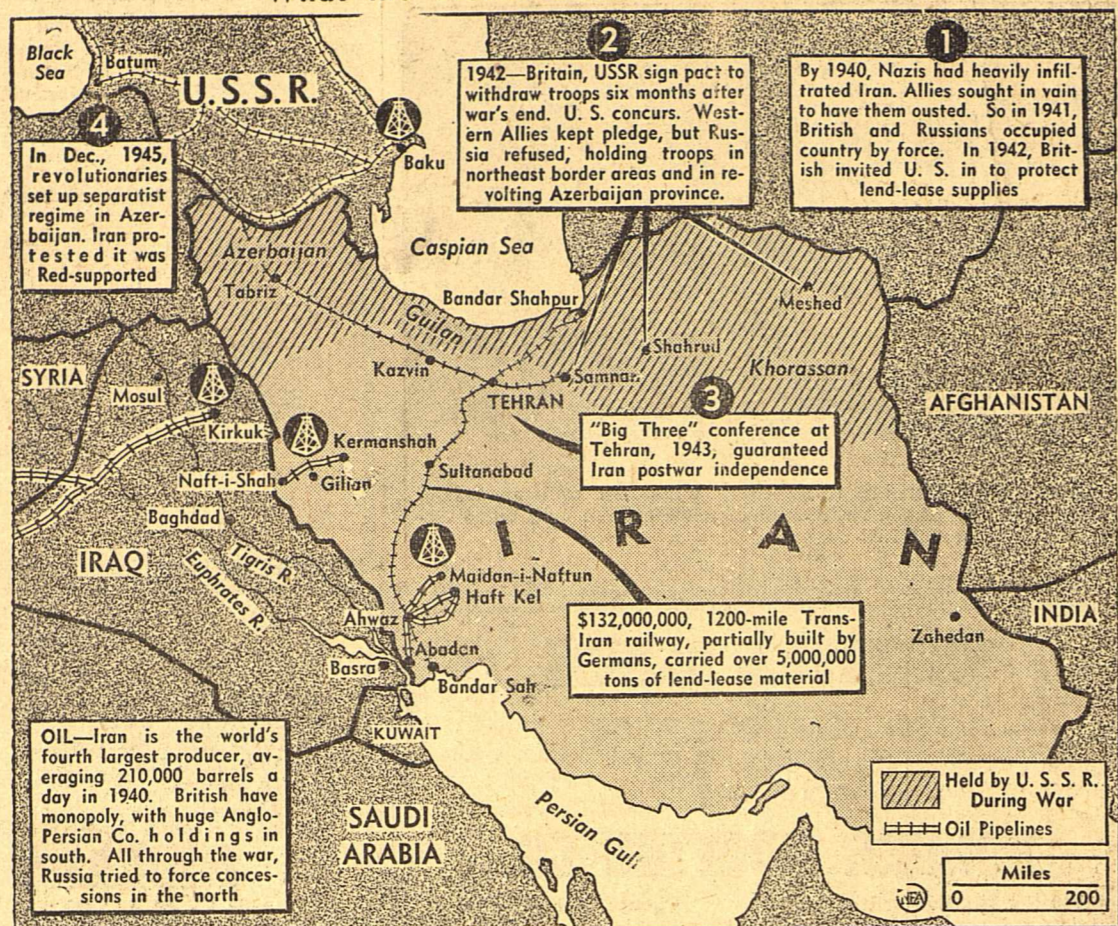 Black
Sea
Batum
U.S.S.R.
Baku
2
1942—Britain, USSR sign pact to
withdraw troops six months after
war's end. U. S. concurs. West-
ern Allies kept pledge, but Rus-
sia refused, holding troops in
northeast border areas and in re-
volting Azerbaijan province.
1
By 1940, Nazis had heavily infil-
trated Iran. Allies sought in vain
to have them ousted. So in 1941,
British and Russians occupied
country by force. In 1942, Brit-
ish invited U. S. in to protect
lend-lease supplies
4
In Dec., 1945,
revolutionaries
set up separatist
regime in Azer-
baijan. Iran pro-
tested it was
Red-supported
Azerbaijan
Tabriz
Caspian Sea
Bandar Shahpur
Guilan
Kazvin
Meshed
Shahrud
Khorassan
Samnan
TEHRAN
SYRIA
Mosul
Kirkuk
AFGHANISTAN
3
"Big Three" conference at
Tehran, 1943, guaranteed
Iran postwar independence
Kermanshah
Naft-i-Shah
Gilian
Sultanabad
Baghdad
IRAN
IRAQ
Tigris R.
Euphrates R.
Maidan-i-Naftun
Haft Kel
Ahwaz
Abadan
Basra
Bandar Sah
$132,000,000, 1200-mile Trans-
Iran railway, partially built by
Germans, carried over 5,000,000
tons of lend-lease material
INDIA
Zahedan
KUWAIT
OIL—Iran is the world's
fourth largest producer, av-
eraging 210,000 barrels a
day in 1940. British have
monopoly, with huge Anglo-
Persian Co. holdings in
south. All through the war,
Russia tried to force conces-
sions in the north
SAUDI
ARABIA
Persian Gulf
Held by U. S. S. R.
During War
Oil Pipelines
Miles
0 200
NEA